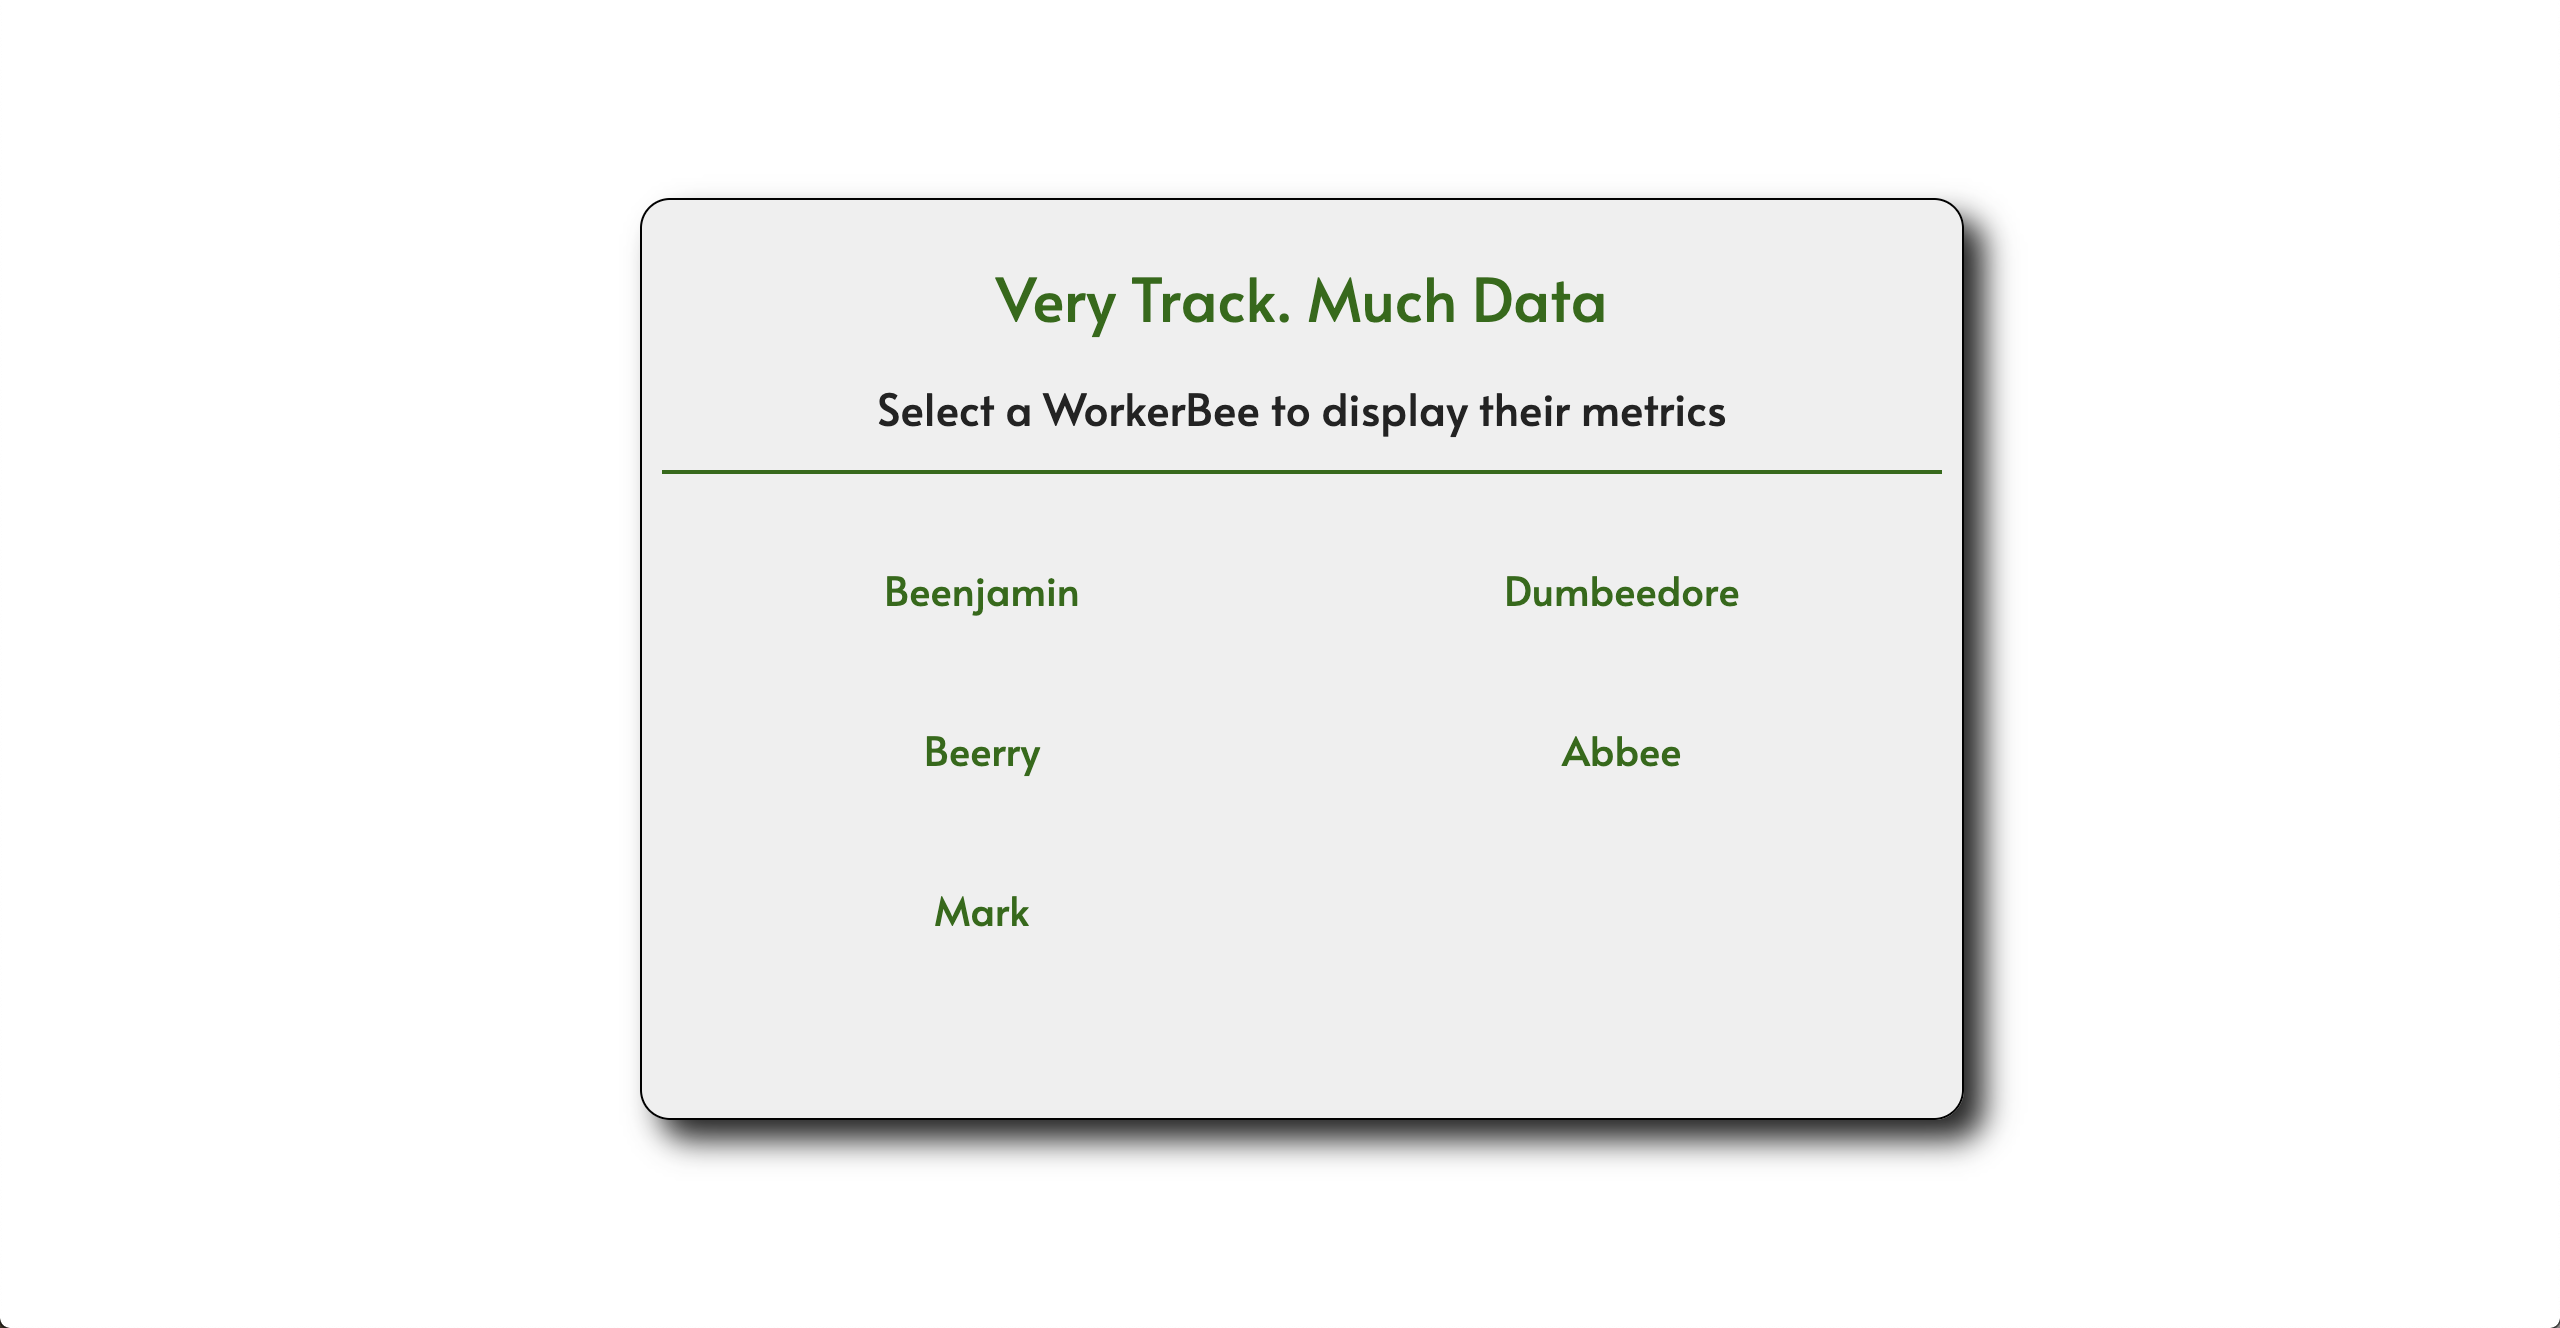 Very Track. Much Data
Select a WorkerBee to display their metrics
Beenjamin
Dumbeedore
Beerry
Abbee
Mark